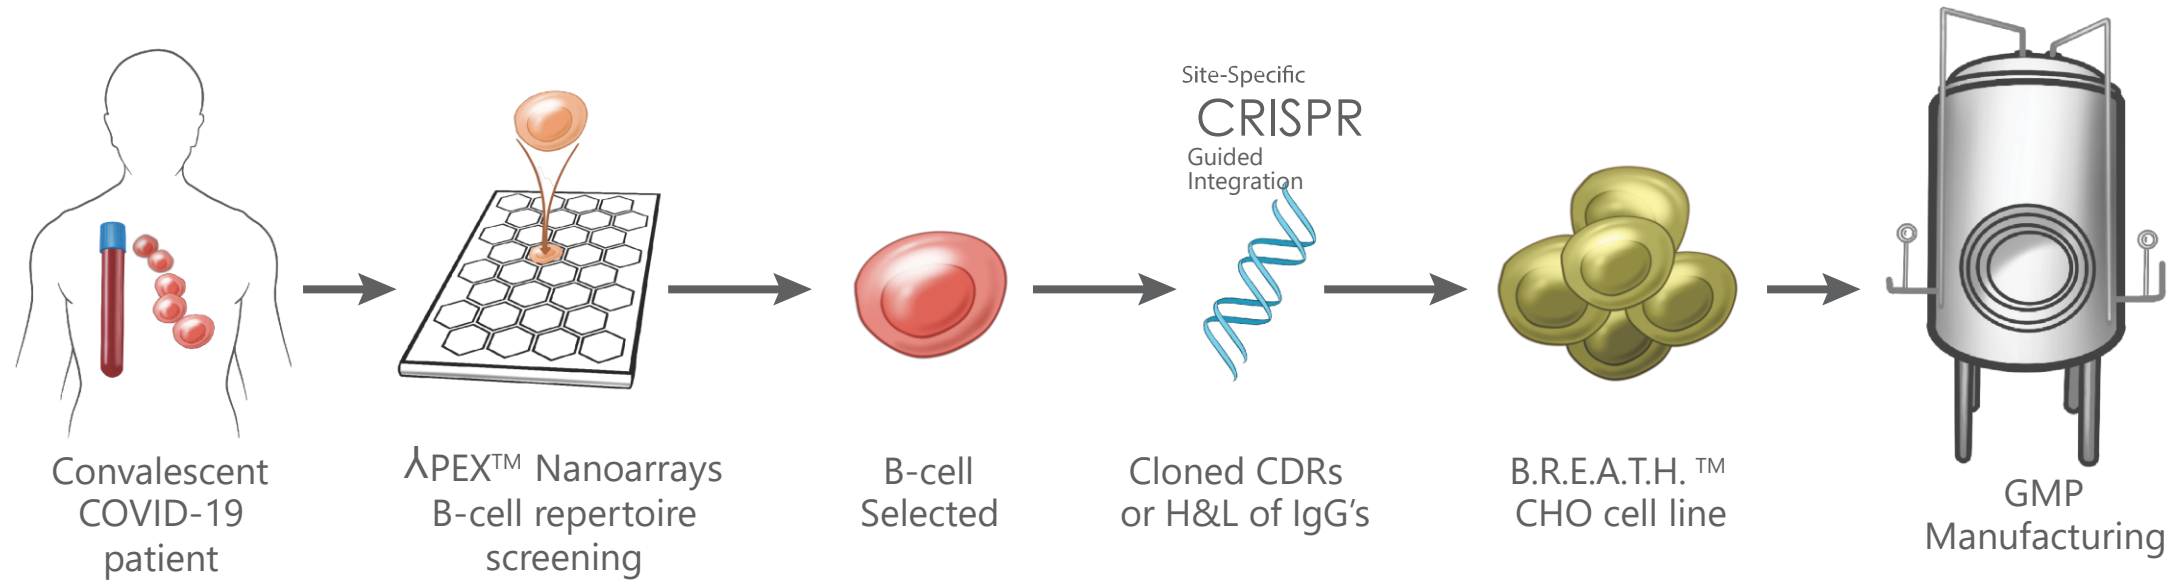 Convalescent
COVID-19
patient
⅄PEX™ Nanoarrays
B-cell repertoire
screening
B-cell
Selected
Site-Specific
CRISPR
Guided
Integration
Cloned CDRs
or H&L of IgG’s
B.R.E.A.T.H. ™
CHO cell line
GMP
Manufacturing